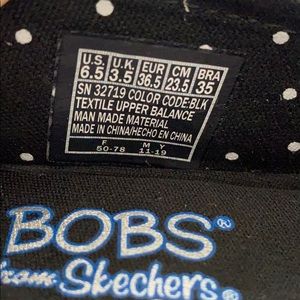 U.S. U.K. EUR CM BRA
6.5 3.5 36.5 23.5 35
SN 32719 COLOR CODE:BLK
TEXTILE UPPER BALANCE
MAN MADE MATERIAL
MADE IN CHINA/HECHO EN CHINA
F M Y
50-78 11-19
BOBS®
from Skechers®